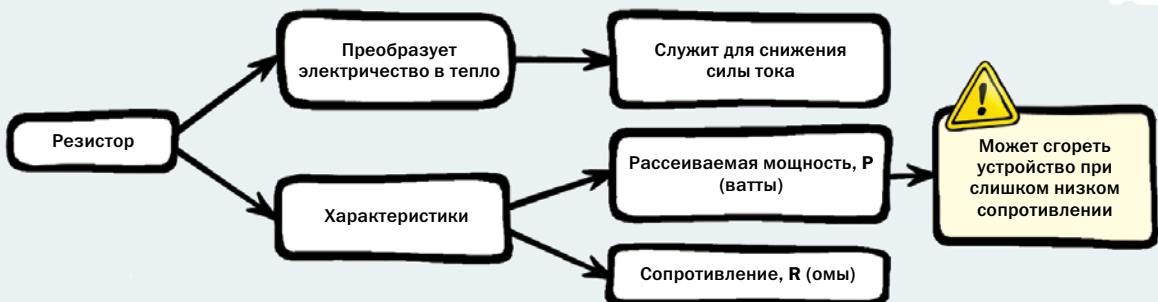 Резистор
Преобразует
электричество в тепло
Служит для снижения
силы тока
Характеристики
Рассеиваемая мощность, P
(ватты)
Может сгореть
устройство при
слишком низком
сопротивлении
Сопротивление, R (омы)